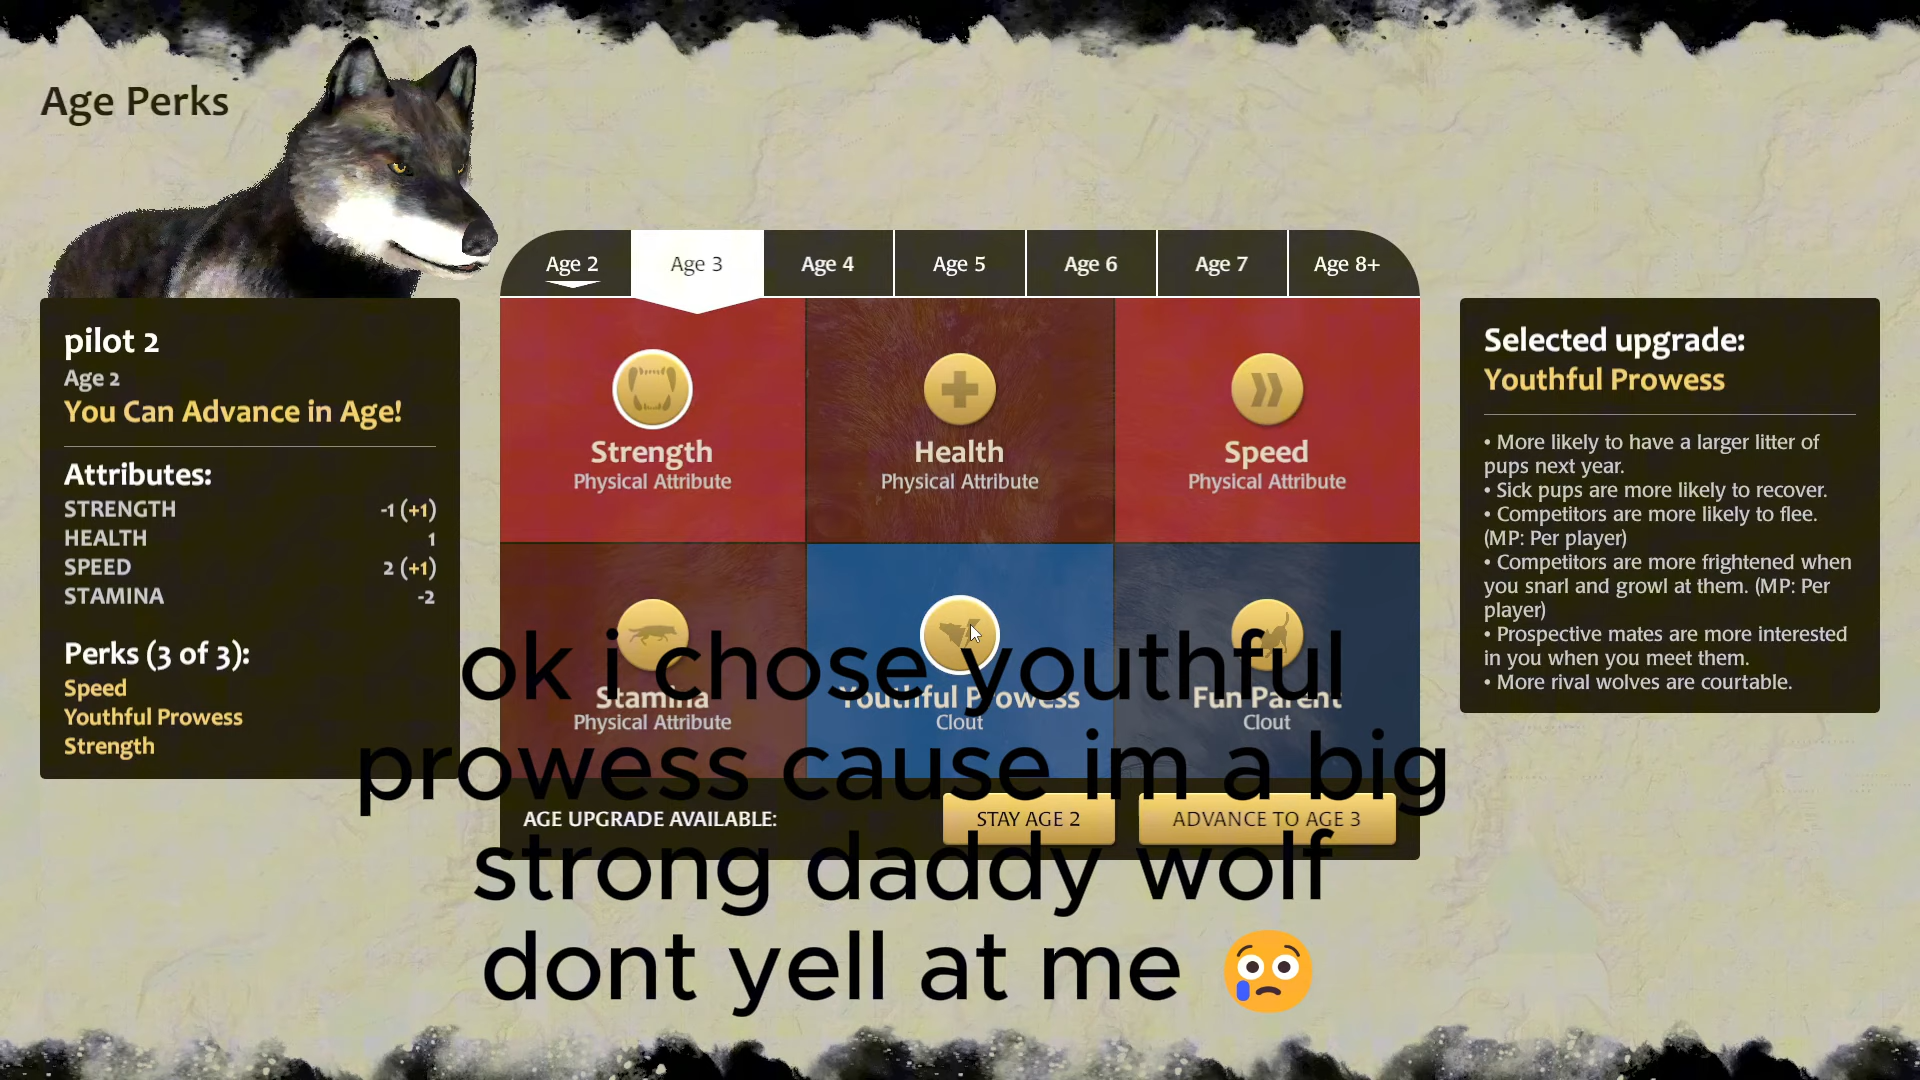 Age Perks
pilot 2
Age 2
You Can Advance in Age!
Attributes:
STRENGTH -1 (+1)
HEALTH 1
SPEED 2 (+1)
STAMINA -2
Perks (3 of 3):
Speed
Youthful Prowess
Strength
Age 2 Age 3 Age 4 Age 5 Age 6 Age 7 Age 8+
Strength
Physical Attribute
Health
Physical Attribute
Speed
Physical Attribute
Stamina
Physical Attribute
Youthful Prowess
Clout
Fun Parent
Clout
AGE UPGRADE AVAILABLE:
STAY AGE 2
ADVANCE TO AGE 3
Selected upgrade:
Youthful Prowess
• More likely to have a larger litter of
pups next year.
• Sick pups are more likely to recover.
• Competitors are more likely to flee.
(MP: Per player)
• Competitors are more frightened when
you snarl and growl at them. (MP: Per
player)
• Prospective mates are more interested
in you when you meet them.
• More rival wolves are courtable.
ok i chose youthful
prowess cause im a big
strong daddy wolf
dont yell at me 😢